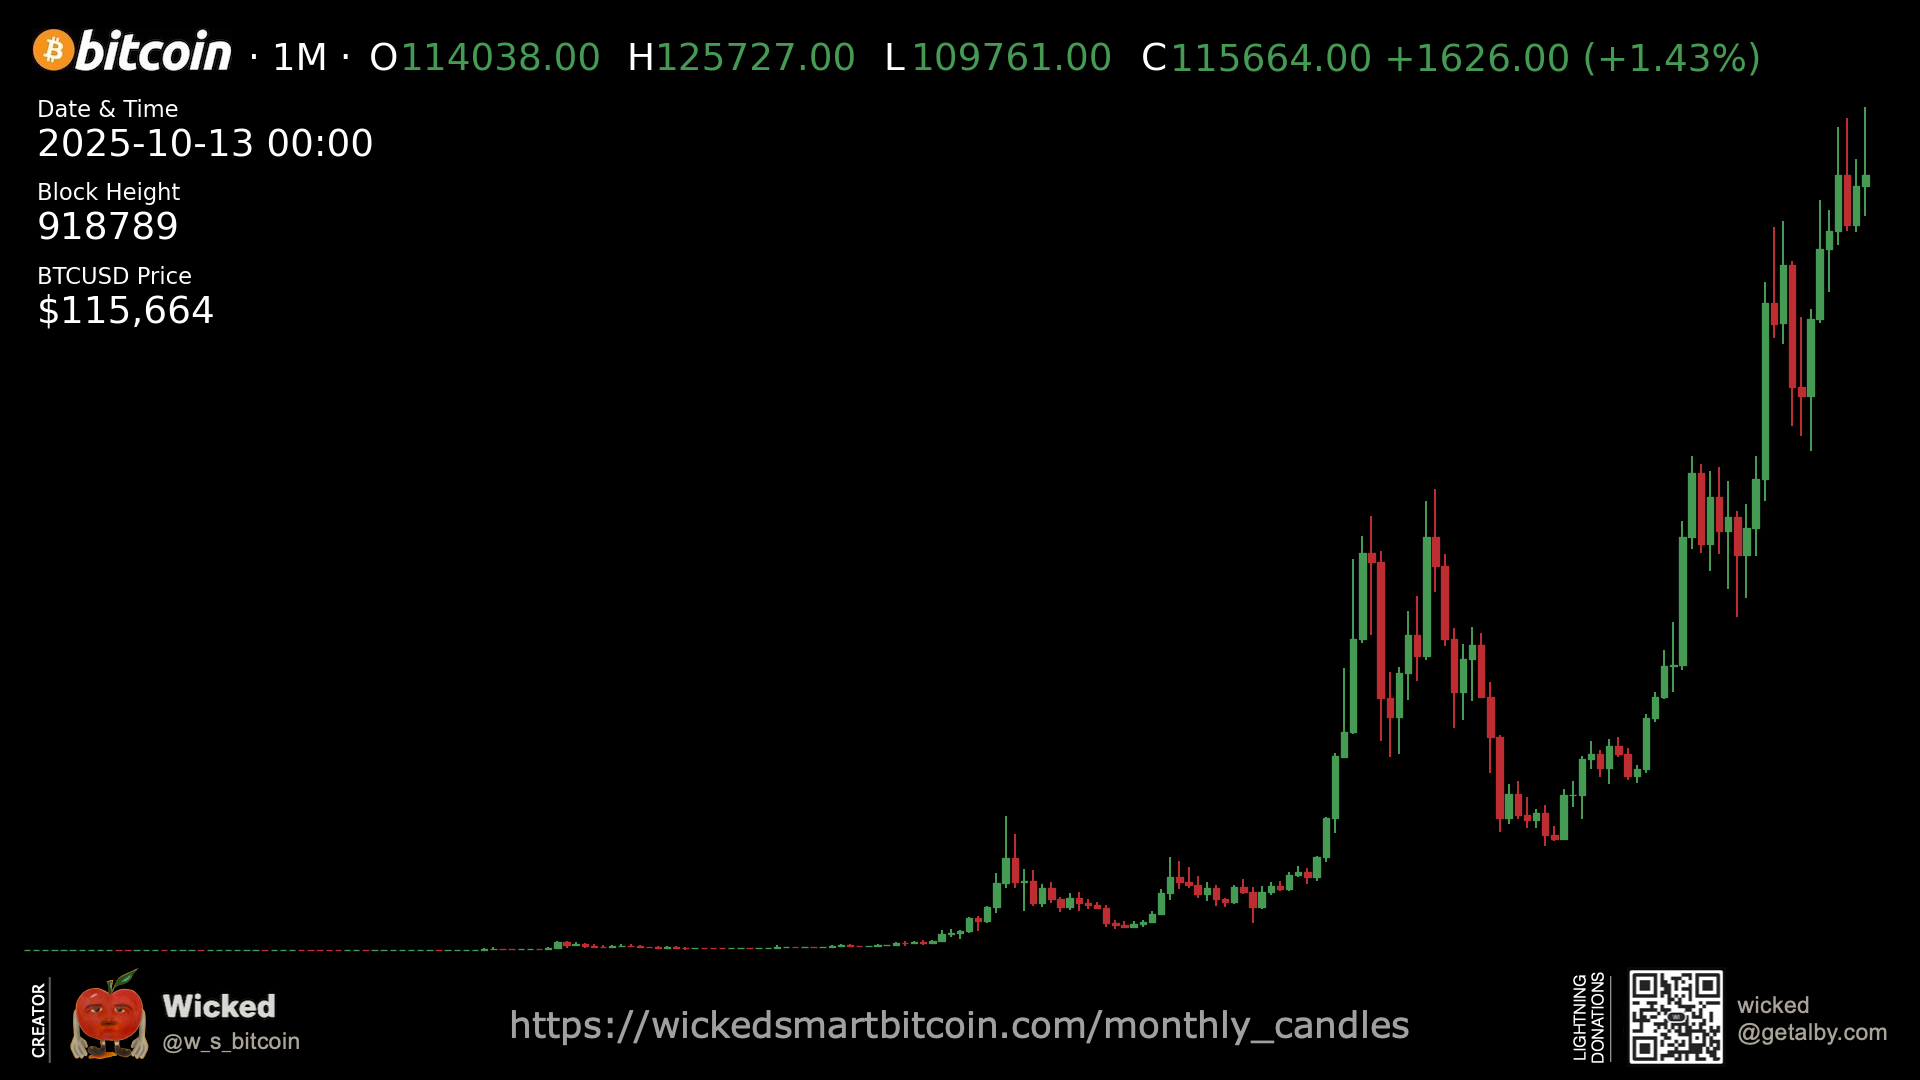 bitcoin · 1M · O114038.00 H125727.00 L109761.00 C115664.00 +1626.00 (+1.43%)
Date & Time
2025-10-13 00:00
Block Height
918789
BTCUSD Price
$115,664
CREATOR
Wicked
@w_s_bitcoin
https://wickedsmartbitcoin.com/monthly_candles
LIGHTNING
DONATIONS
wicked
@getalby.com